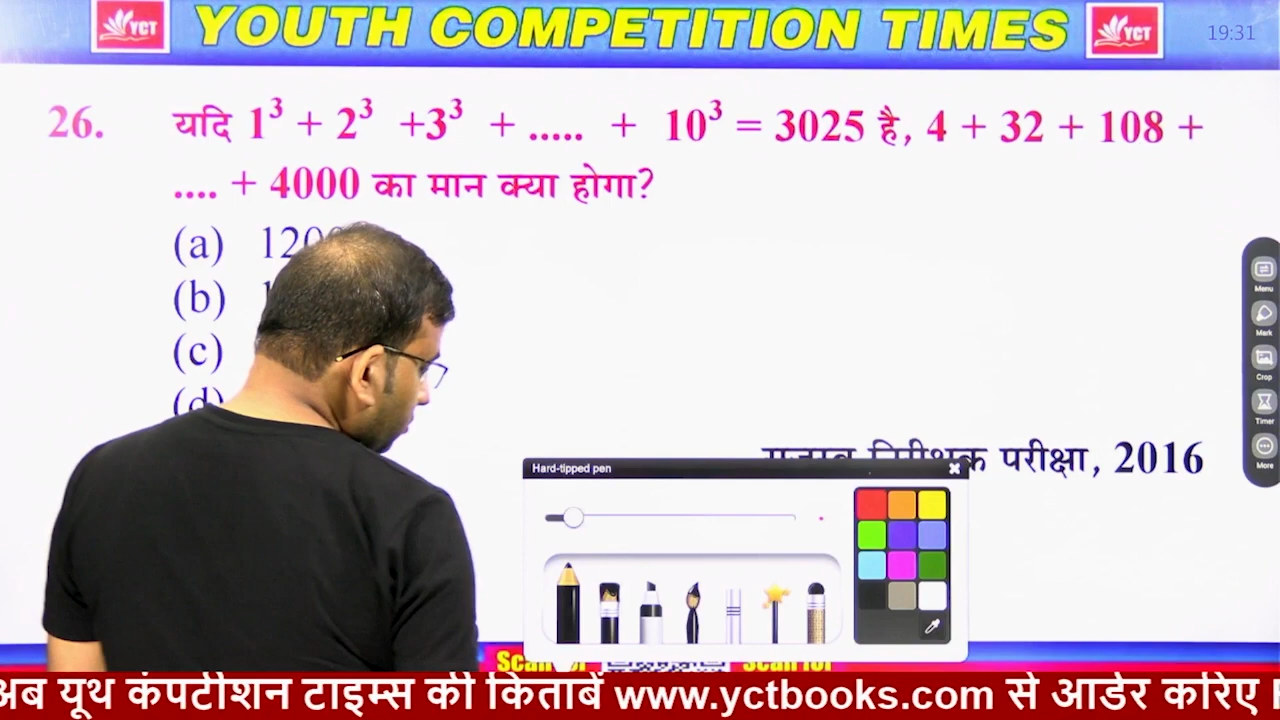 YCT
YOUTH COMPETITION TIMES
YCT
19:31
26. यदि 1³ + 2³ +3³ + ..... + 10³ = 3025 है, 4 + 32 + 108 +
.... + 4000 का मान क्या होगा?
(a)
(b)
(c)
(d)
Menu
Mark
Crop
Timer
More
परीक्षा, 2016
Hard-tipped pen
अब यूथ कंपटीशन टाइम्स की किताबें www.yctbooks.com से आर्डर करिए